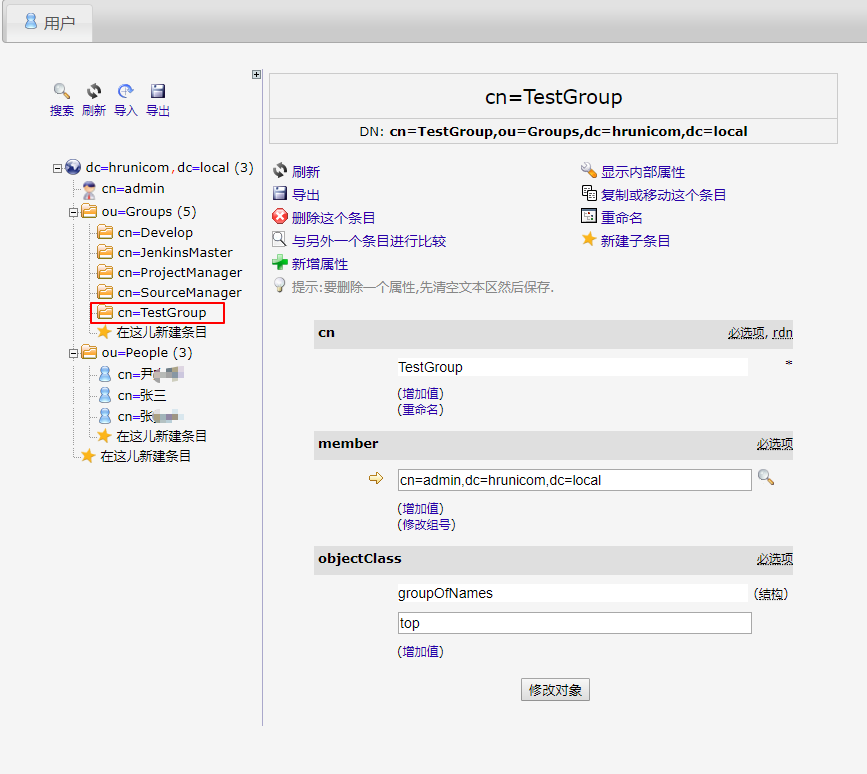 用户
搜索 刷新 导入 导出
dc=hrunicom,dc=local (3)
cn=admin
ou=Groups (5)
cn=Develop
cn=JenkinsMaster
cn=ProjectManager
cn=SourceManager
cn=TestGroup
在这儿新建条目
ou=People (3)
cn=尹
cn=张三
cn=张
在这儿新建条目
在这儿新建条目
cn=TestGroup
DN: cn=TestGroup,ou=Groups,dc=hrunicom,dc=local
刷新
导出
删除这个条目
与另外一个条目进行比较
新增属性
提示:要删除一个属性,先清空文本区然后保存.
显示内部属性
复制或移动这个条目
重命名
新建子条目
cn 必选项, rdn
TestGroup *
(增加值)
(重命名)
member 必选项
cn=admin,dc=hrunicom,dc=local
(增加值)
(修改组号)
objectClass 必选项
groupOfNames (结构)
top
(增加值)
修改对象